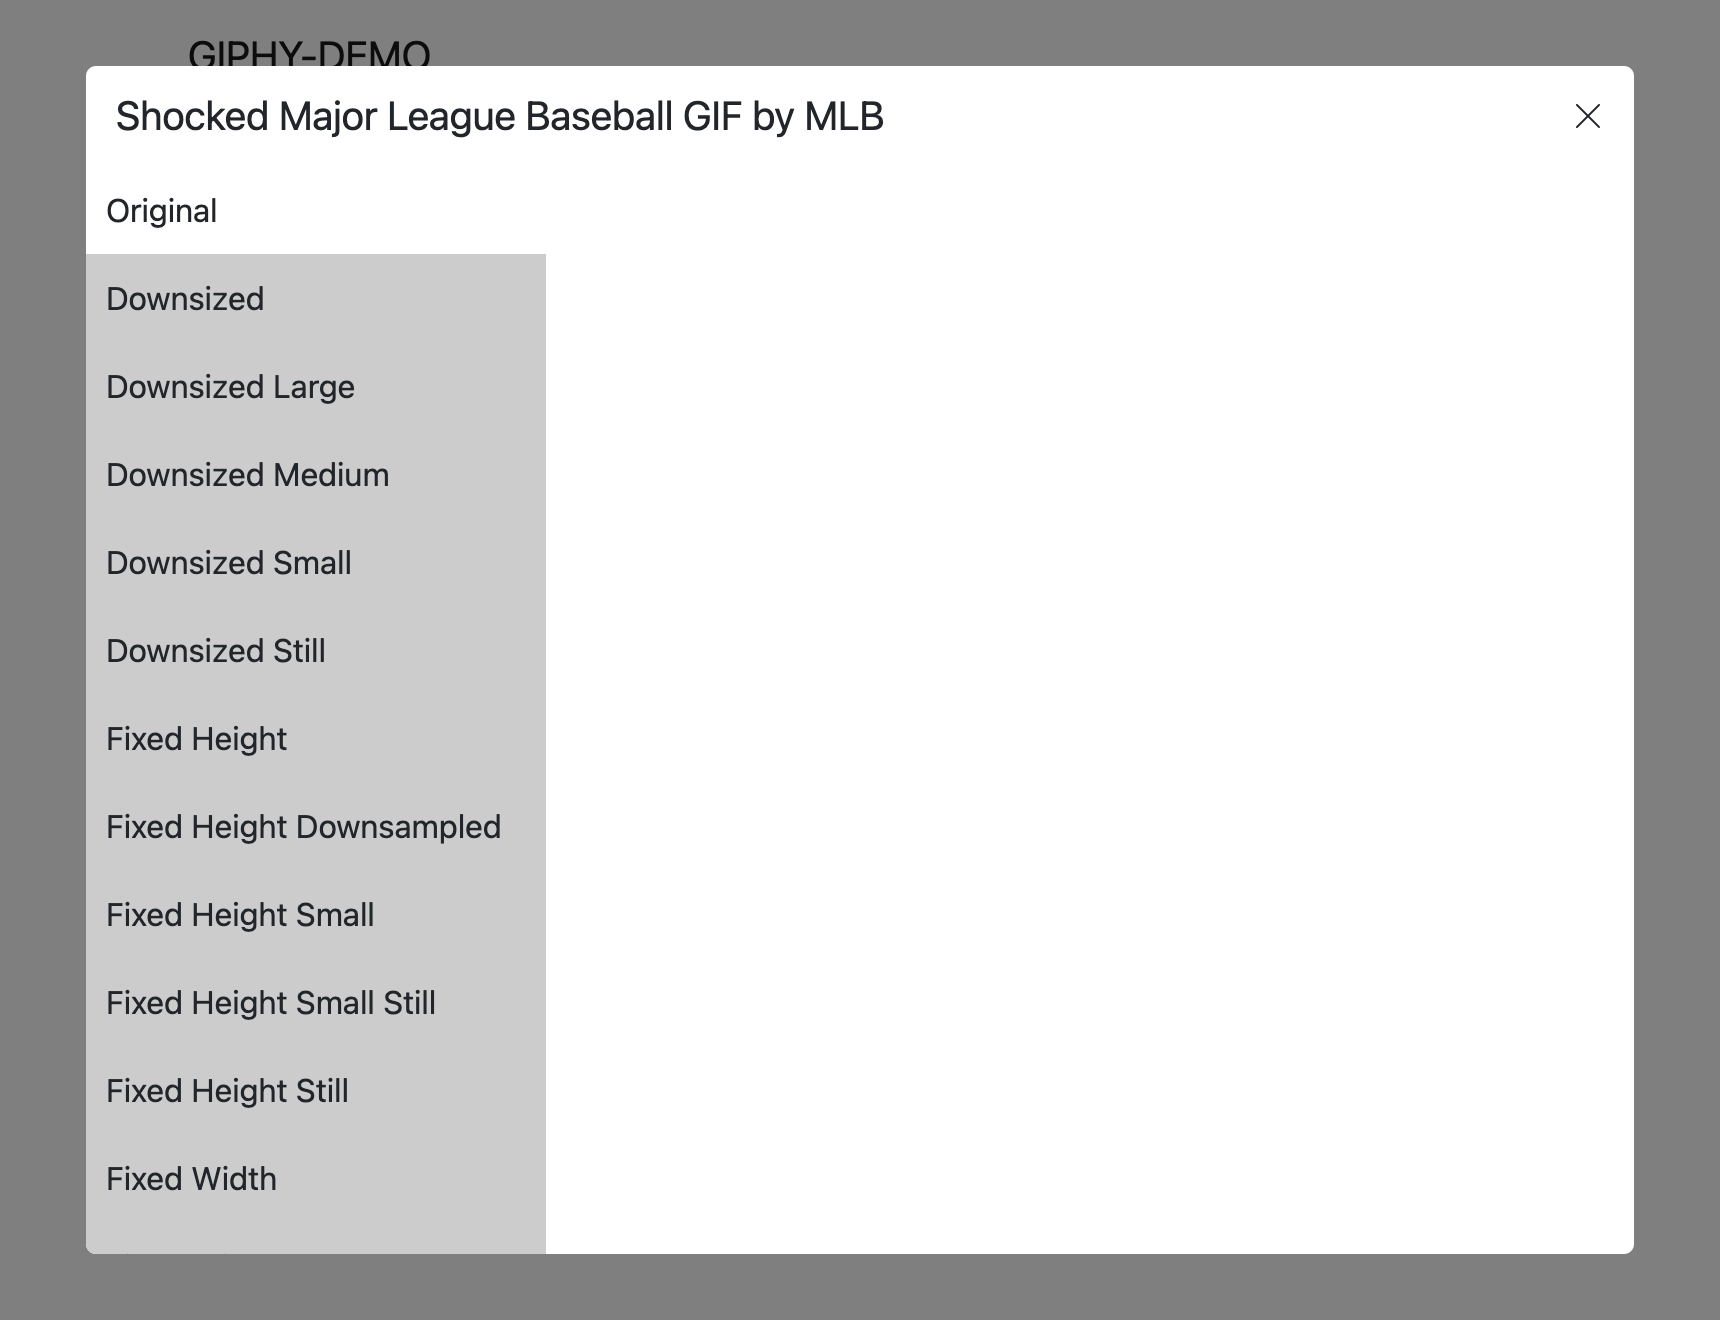 GIPHY-DEMO
Shocked Major League Baseball GIF by MLB
Original
Downsized
Downsized Large
Downsized Medium
Downsized Small
Downsized Still
Fixed Height
Fixed Height Downsampled
Fixed Height Small
Fixed Height Small Still
Fixed Height Still
Fixed Width